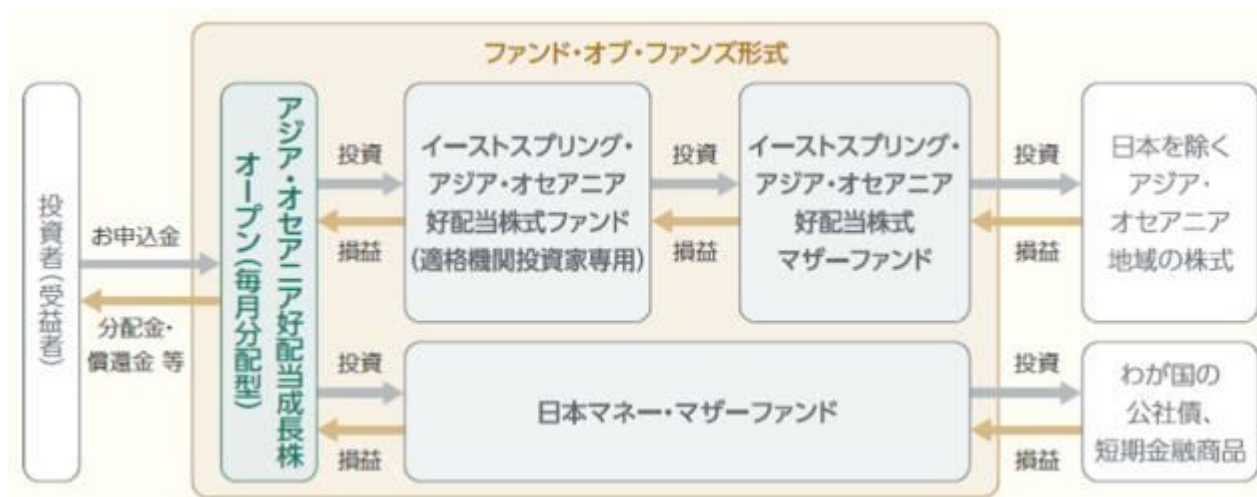 ファンド・オブ・ファンズ形式
投資者(受益者)
お申込金
分配金・
償還金 等
アジア・オセアニア好配当成長株
オープン(毎月分配型)
投資
損益
イーストスプリング・
アジア・オセアニア
好配当株式ファンド
(適格機関投資家専用)
投資
損益
イーストスプリング・
アジア・オセアニア
好配当株式
マザーファンド
投資
損益
日本を除く
アジア・
オセアニア
地域の株式
投資
損益
日本マネー・マザーファンド
投資
損益
わが国の
公社債、
短期金融商品